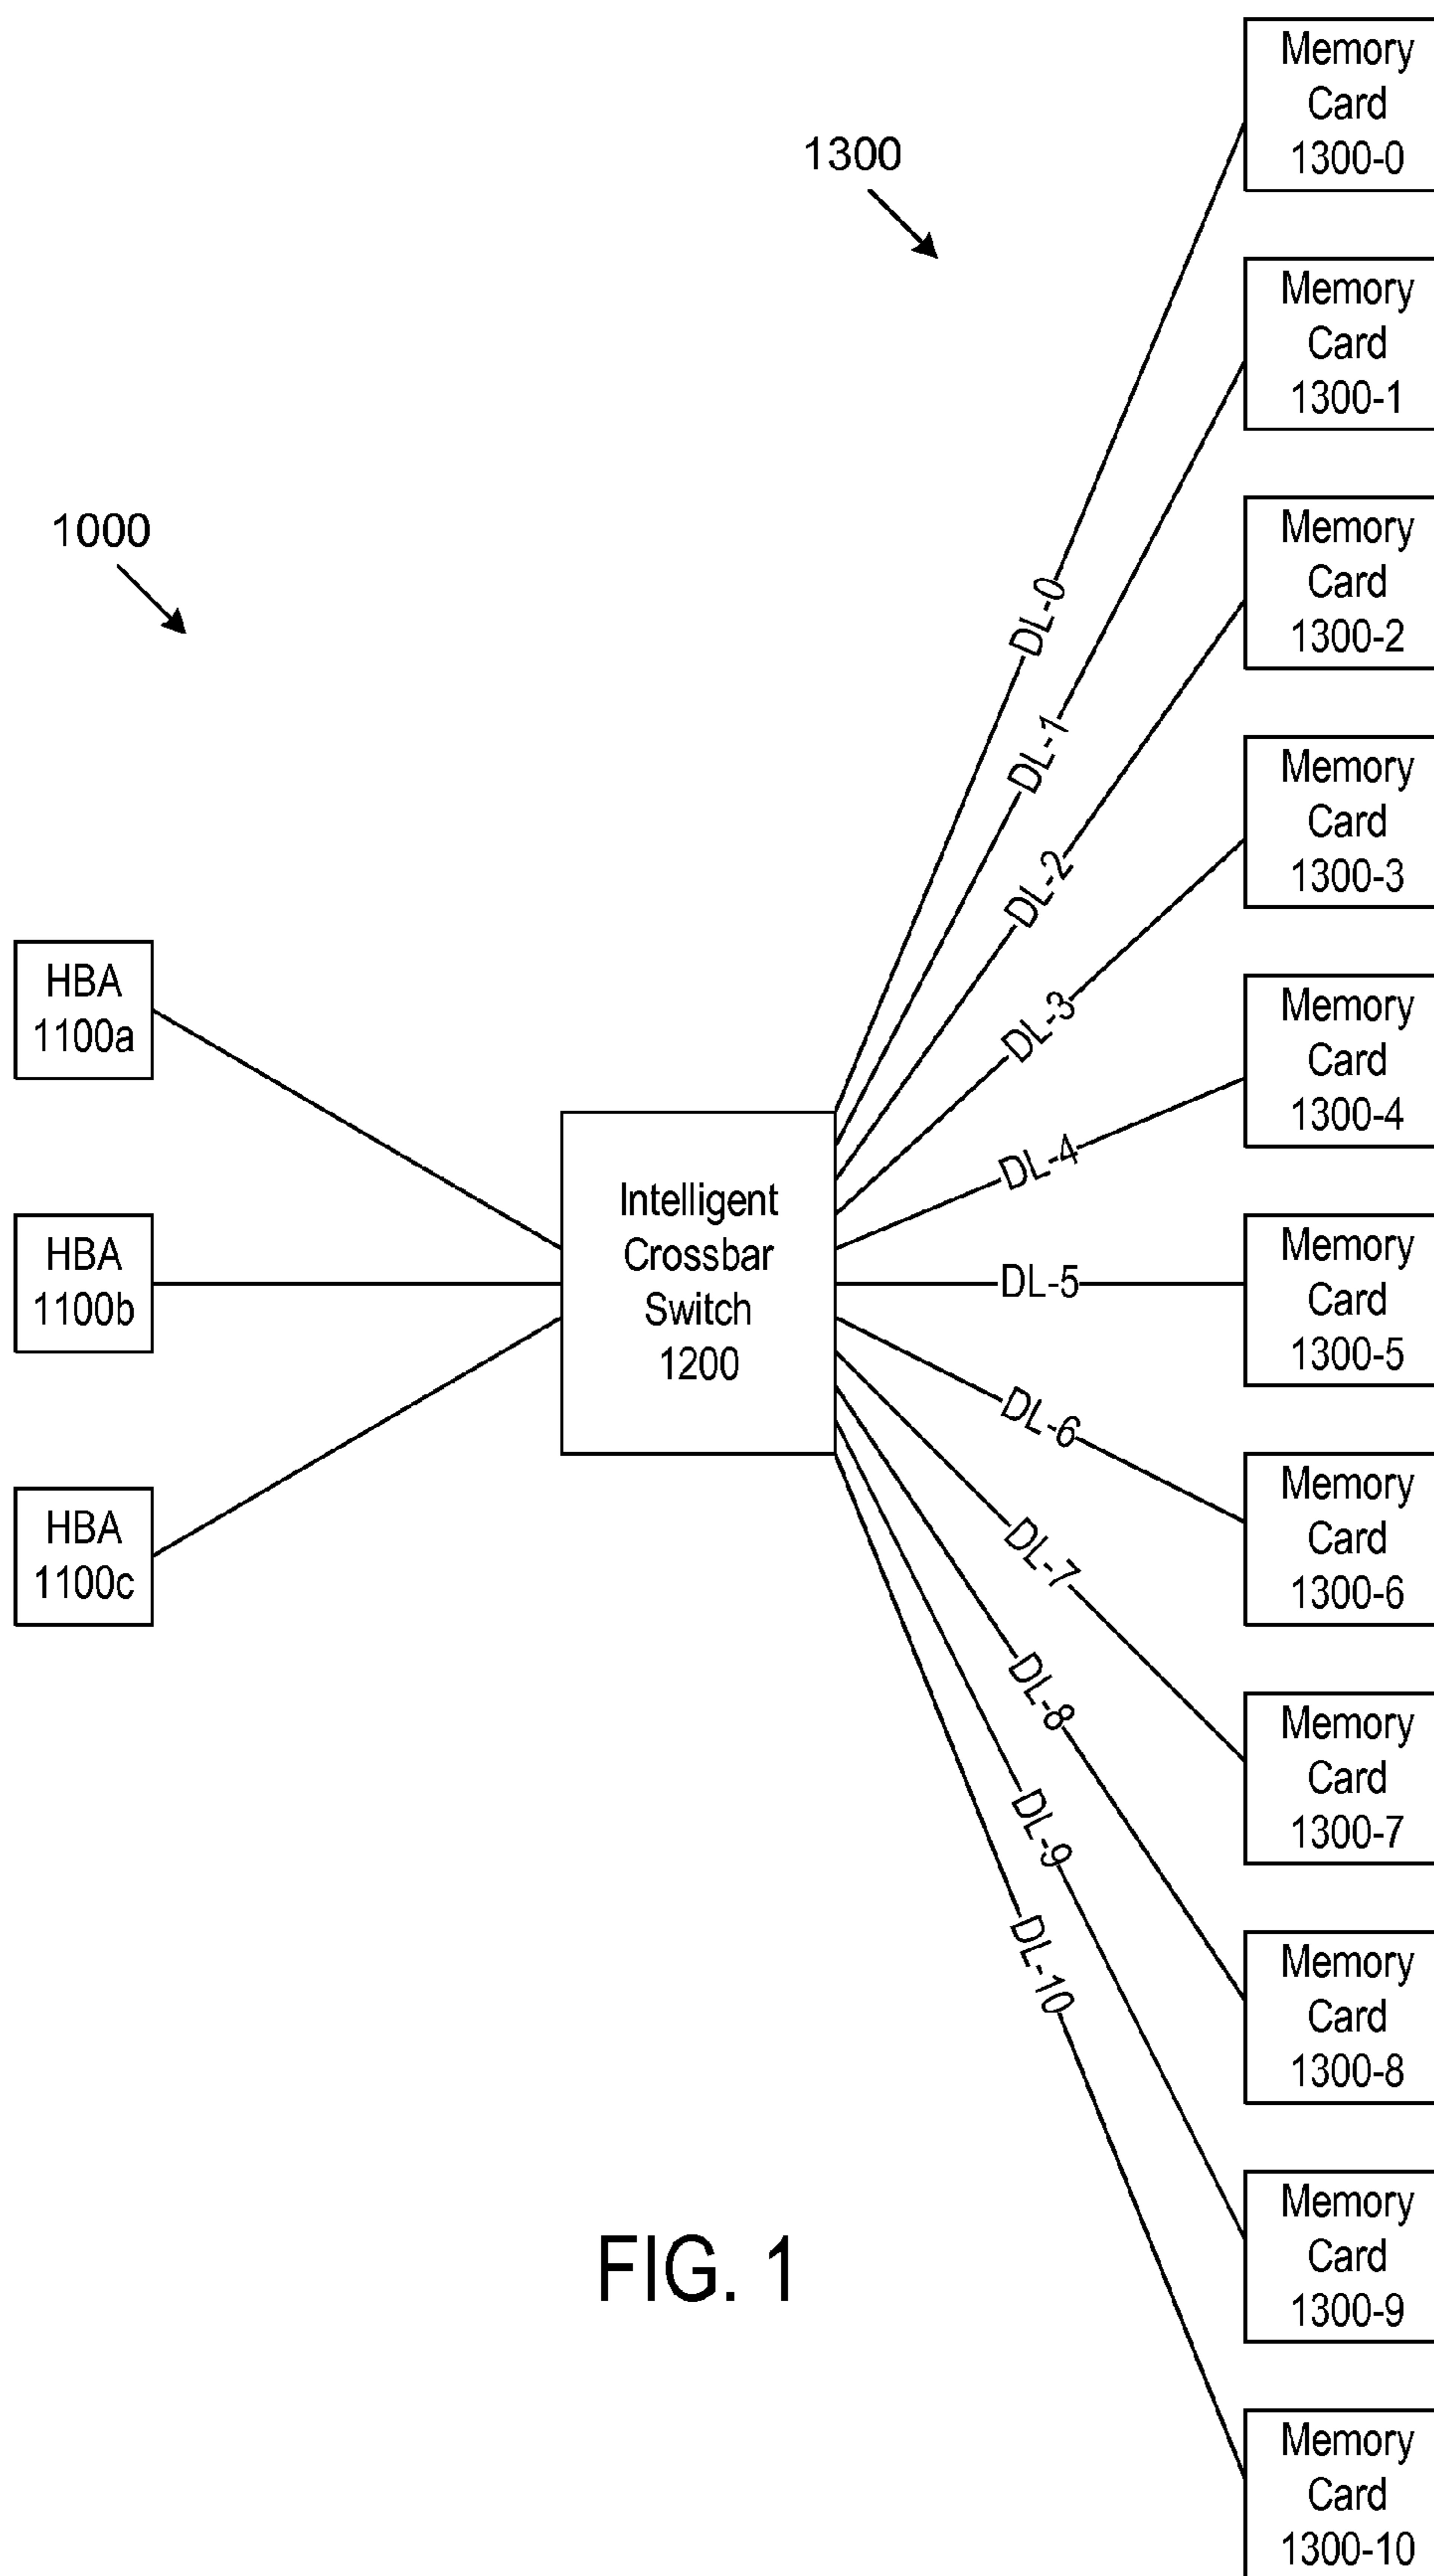 1300
1000
HBA
1100a
HBA
1100b
HBA
1100c
Intelligent
Crossbar
Switch
1200
DL-0
DL-1
DL-2
DL-3
DL-4
DL-5
DL-6
DL-7
DL-8
DL-9
DL-10
Memory
Card
1300-0
Memory
Card
1300-1
Memory
Card
1300-2
Memory
Card
1300-3
Memory
Card
1300-4
Memory
Card
1300-5
Memory
Card
1300-6
Memory
Card
1300-7
Memory
Card
1300-8
Memory
Card
1300-9
Memory
Card
1300-10
FIG. 1